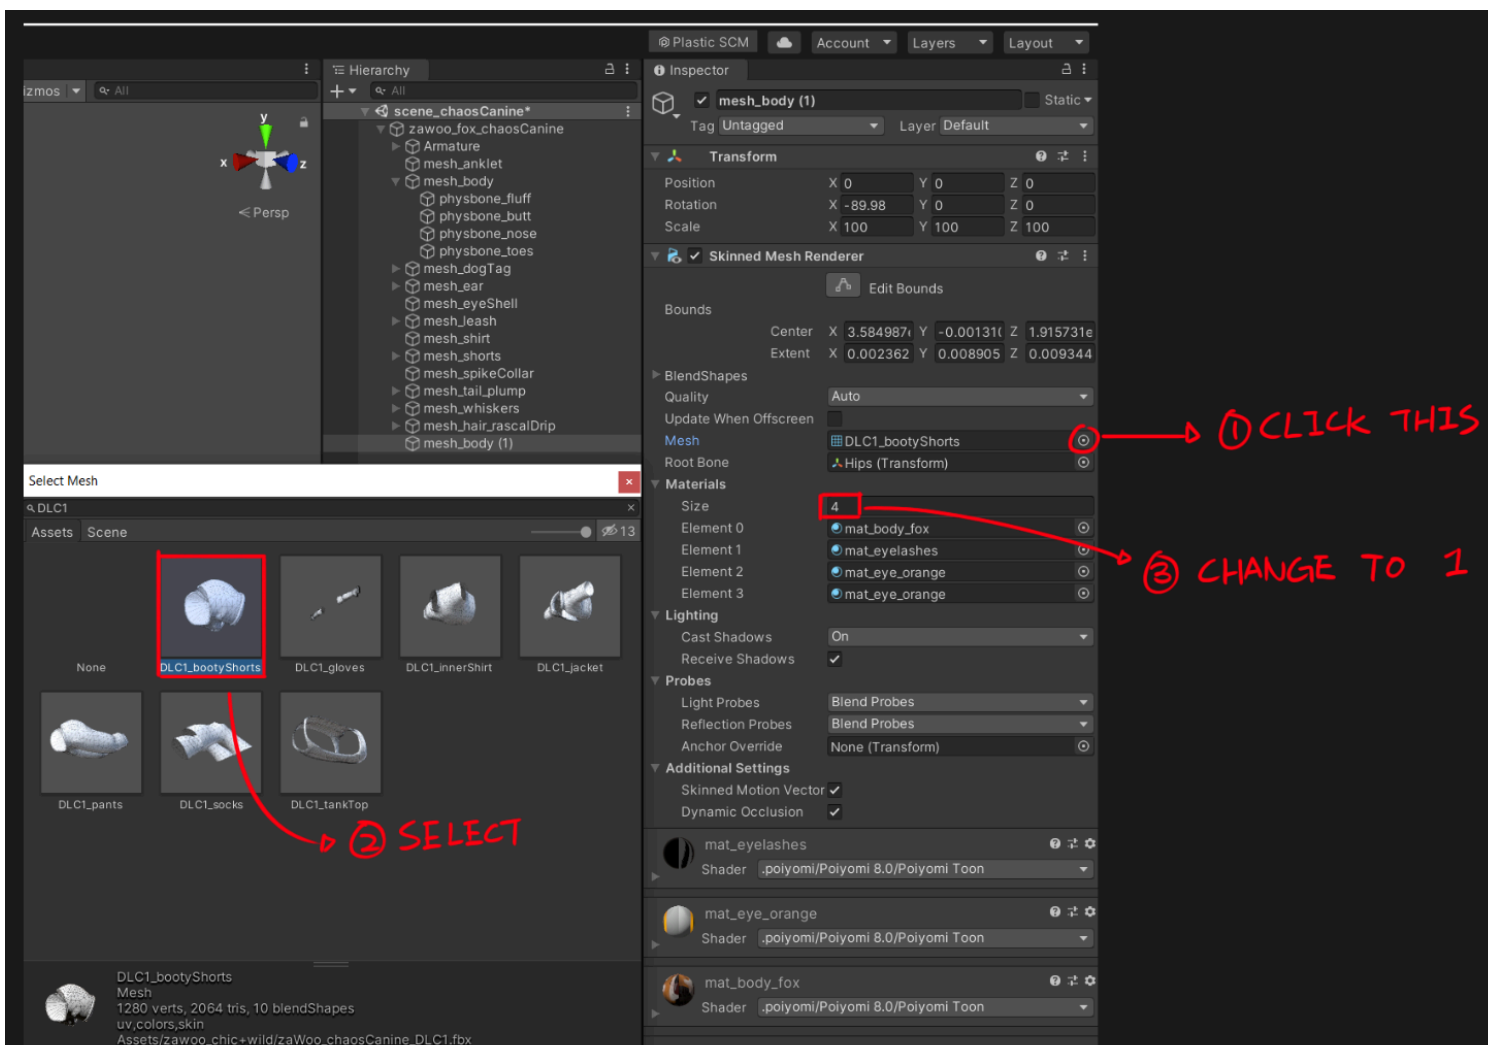 Plastic SCM
Account
Layers
Layout
Hierarchy
Inspector
izmos
All
All
mesh_body (1)
Static
Tag Untagged
Layer Default
scene_chaosCanine*
zawoo_fox_chaosCanine
Armature
mesh_anklet
mesh_body
physbone_fluff
physbone_butt
physbone_nose
physbone_toes
mesh_dogTag
mesh_ear
mesh_eyeShell
mesh_leash
mesh_shirt
mesh_shorts
mesh_spikeCollar
mesh_tail_plump
mesh_whiskers
mesh_hair_rascalDrip
mesh_body (1)
y
x
z
Persp
Transform
Position X 0 Y 0 Z 0
Rotation X -89.98 Y 0 Z 0
Scale X 100 Y 100 Z 100
Skinned Mesh Renderer
Edit Bounds
Bounds
Center X 3.584987 Y -0.00131 Z 1.915731e
Extent X 0.002362 Y 0.008905 Z 0.009344
BlendShapes
Quality Auto
Update When Offscreen
Mesh DLC1_bootyShorts
Root Bone Hips (Transform)
Materials
Size 4
Element 0 mat_body_fox
Element 1 mat_eyelashes
Element 2 mat_eye_orange
Element 3 mat_eye_orange
Lighting
Cast Shadows On
Receive Shadows
Probes
Light Probes Blend Probes
Reflection Probes Blend Probes
Anchor Override None (Transform)
Additional Settings
Skinned Motion Vector
Dynamic Occlusion
mat_eyelashes
Shader .poiyomi/Poiyomi 8.0/Poiyomi Toon
mat_eye_orange
Shader .poiyomi/Poiyomi 8.0/Poiyomi Toon
mat_body_fox
Shader .poiyomi/Poiyomi 8.0/Poiyomi Toon
① CLICK THIS
③ CHANGE TO 1
Select Mesh
DLC1
Assets Scene
13
None
DLC1_bootyShorts
DLC1_gloves
DLC1_innerShirt
DLC1_jacket
DLC1_pants
DLC1_socks
DLC1_tankTop
② SELECT
DLC1_bootyShorts
Mesh
1280 verts, 2064 tris, 10 blendShapes
uv,colors,skin
Assets/zawoo_chic+wild/zaWoo_chaosCanine_DLC1.fbx